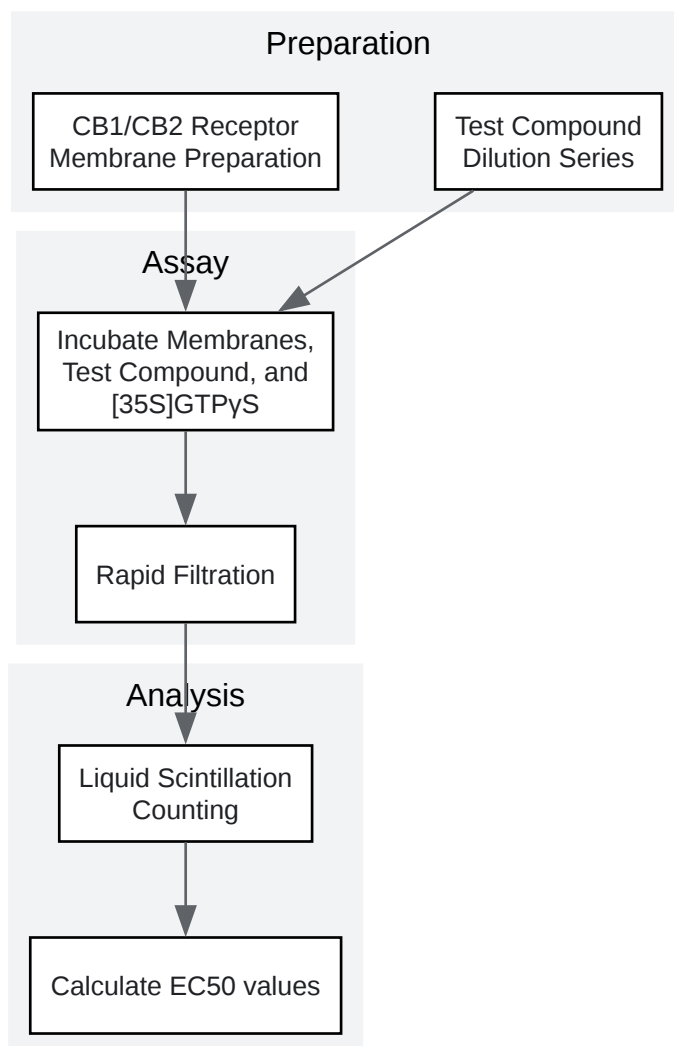 Preparation
CB1/CB2 Receptor
Membrane Preparation
Test Compound
Dilution Series
Assay
Incubate Membranes,
Test Compound, and
[35S]GTPγS
Rapid Filtration
Analysis
Liquid Scintillation
Counting
Calculate EC50 values